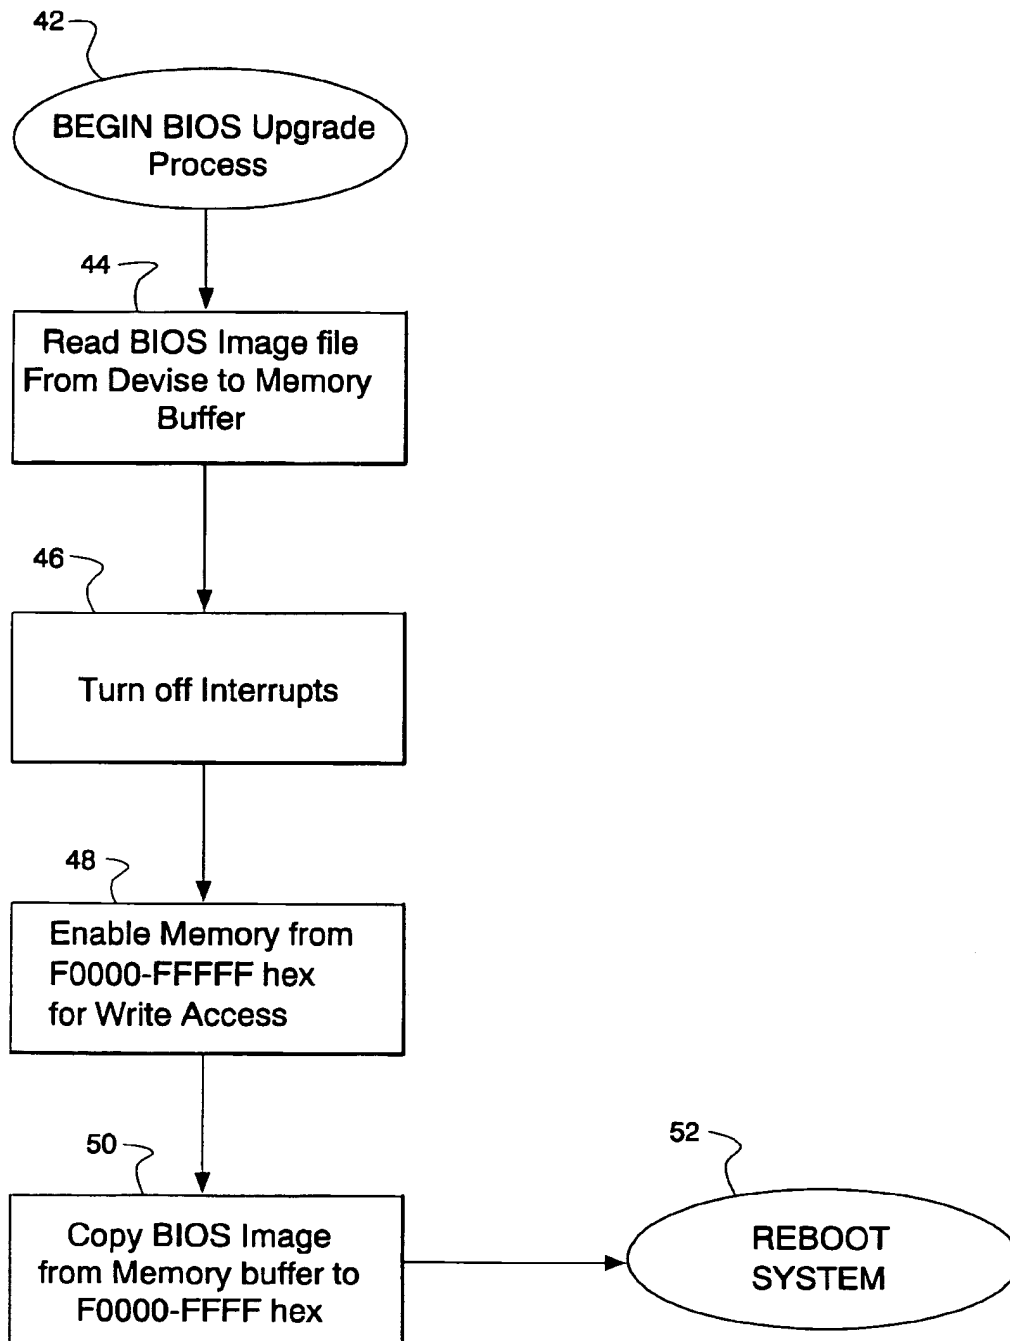 42
BEGIN BIOS Upgrade
Process
44
Read BIOS Image file
From Devise to Memory
Buffer
46
Turn off Interrupts
48
Enable Memory from
F0000-FFFFF hex
for Write Access
50
Copy BIOS Image
from Memory buffer to
F0000-FFFF hex
52
REBOOT
SYSTEM